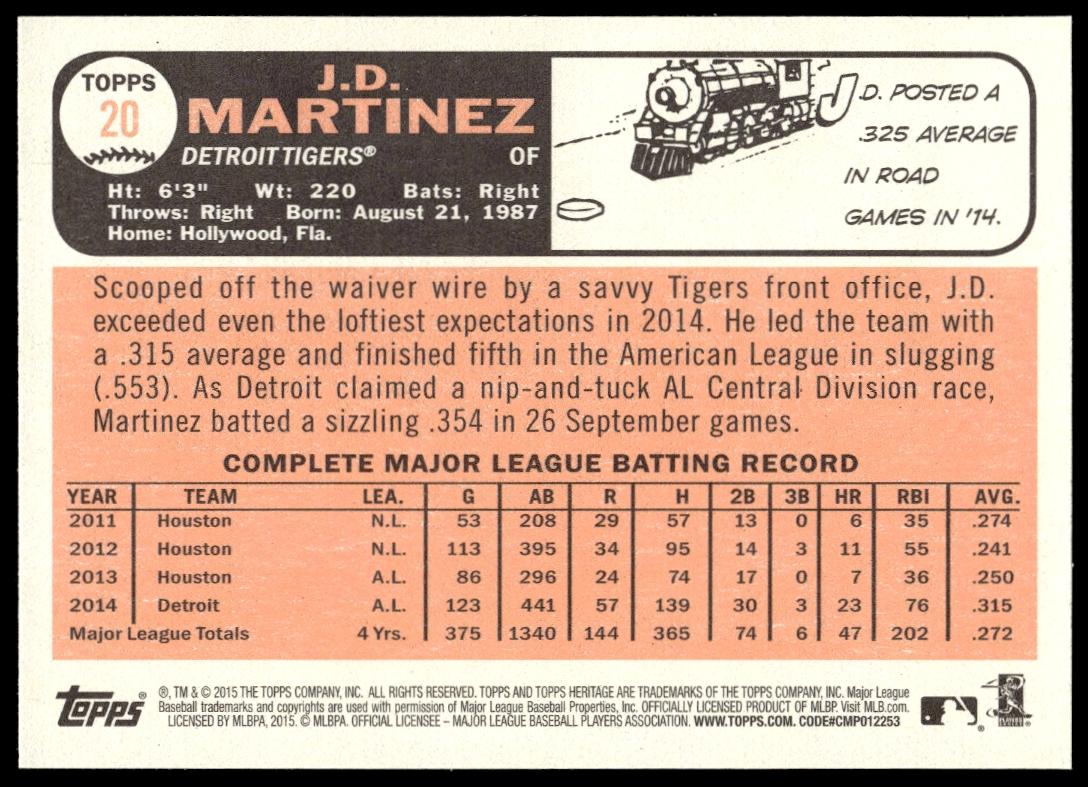 TOPPS
20
J.D.
MARTINEZ
DETROIT TIGERS® OF
Ht: 6'3" Wt: 220 Bats: Right
Throws: Right Born: August 21, 1987
Home: Hollywood, Fla.
J.D. POSTED A
.325 AVERAGE
IN ROAD
GAMES IN '14.
Scooped off the waiver wire by a savvy Tigers front office, J.D.
exceeded even the loftiest expectations in 2014. He led the team with
a .315 average and finished fifth in the American League in slugging
(.553). As Detroit claimed a nip-and-tuck AL Central Division race,
Martinez batted a sizzling .354 in 26 September games.
COMPLETE MAJOR LEAGUE BATTING RECORD
YEAR TEAM LEA. G AB R H 2B 3B HR RBI AVG.
2011 Houston N.L. 53 208 29 57 13 0 6 35 .274
2012 Houston N.L. 113 395 34 95 14 3 11 55 .241
2013 Houston A.L. 86 296 24 74 17 0 7 36 .250
2014 Detroit A.L. 123 441 57 139 30 3 23 76 .315
Major League Totals 4 Yrs. 375 1340 144 365 74 6 47 202 .272
Topps® ®, TM & © 2015 THE TOPPS COMPANY, INC. ALL RIGHTS RESERVED. TOPPS AND TOPPS HERITAGE ARE TRADEMARKS OF THE TOPPS COMPANY, INC. Major League
Baseball trademarks and copyrights are used with permission of Major League Baseball Properties, Inc. OFFICIALLY LICENSED PRODUCT OF MLBP. Visit MLB.com.
LICENSED BY MLBPA, 2015. © MLBPA. OFFICIAL LICENSEE – MAJOR LEAGUE BASEBALL PLAYERS ASSOCIATION. WWW.TOPPS.COM. CODE#CMP012253